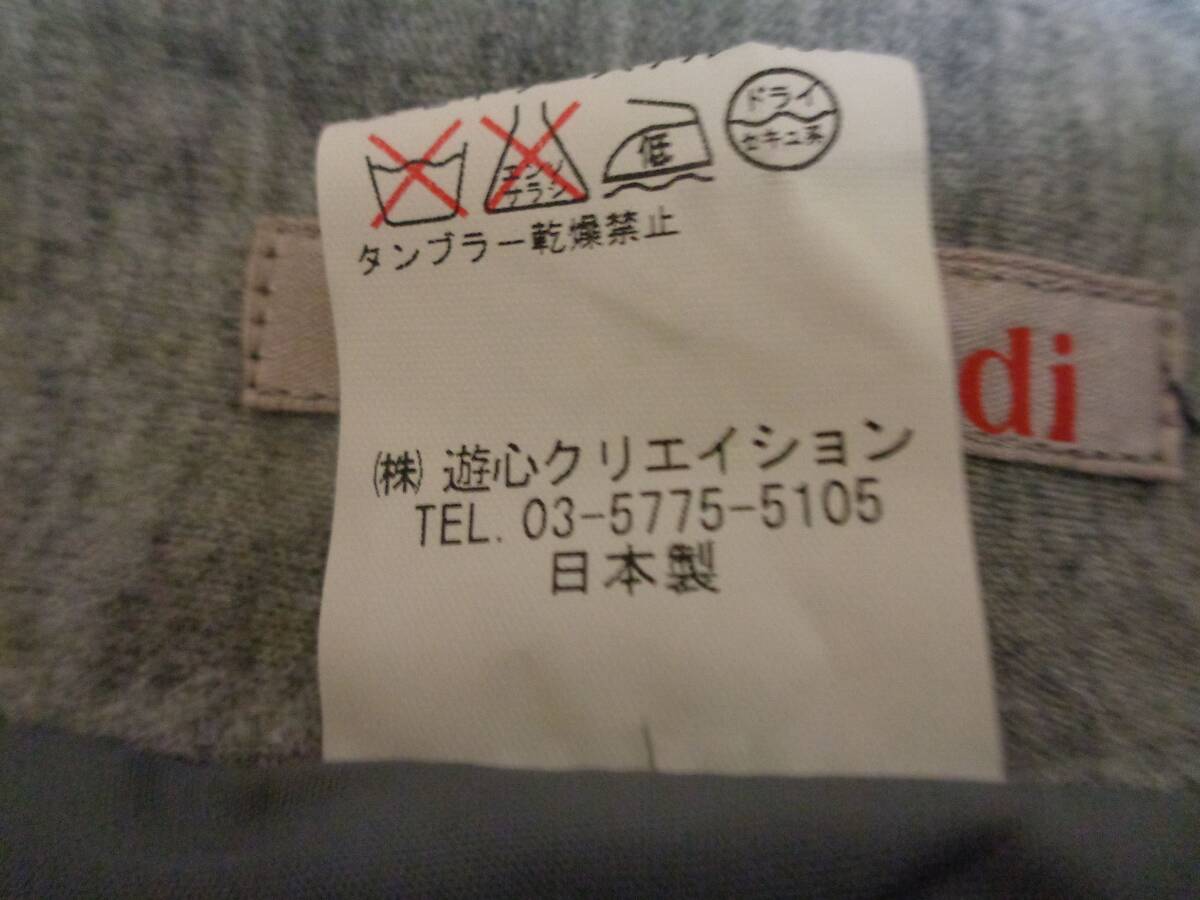 ドライ
セキユ系
低
エンソ
サラシ
タンブラー乾燥禁止
di
㈱ 遊心クリエイション
TEL. 03-5775-5105
日本製